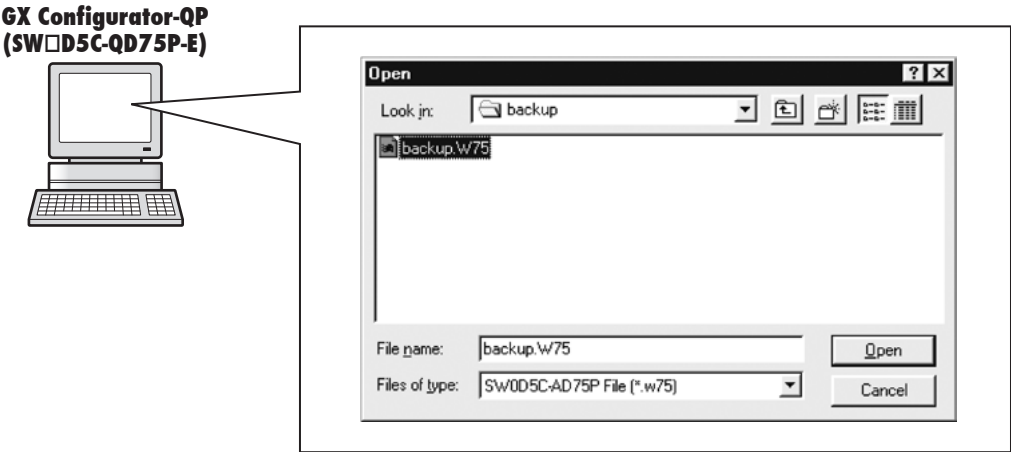 GX Configurator-QP
(SW□D5C-QD75P-E)
Open
Look in: backup
backup.W75
File name: backup.W75
Open
Files of type: SW0D5C-AD75P File (*.w75)
Cancel